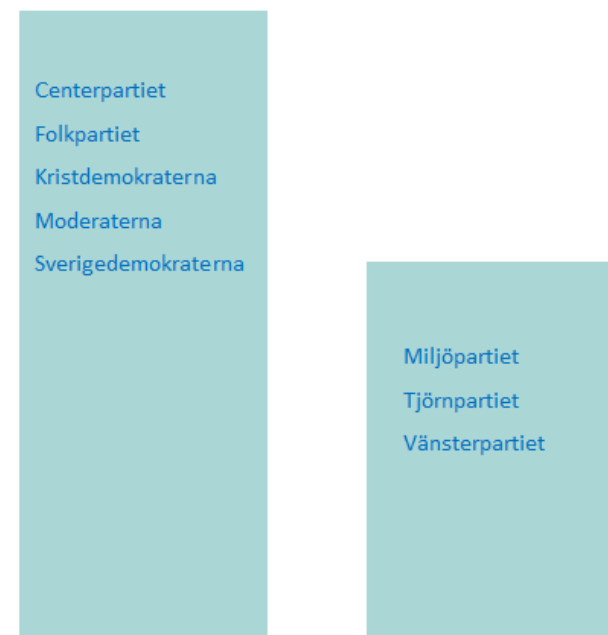 Centerpartiet
Folkpartiet
Kristdemokraterna
Moderaterna
Sverigedemokraterna
Miljöpartiet
Tjörnpartiet
Vänsterpartiet